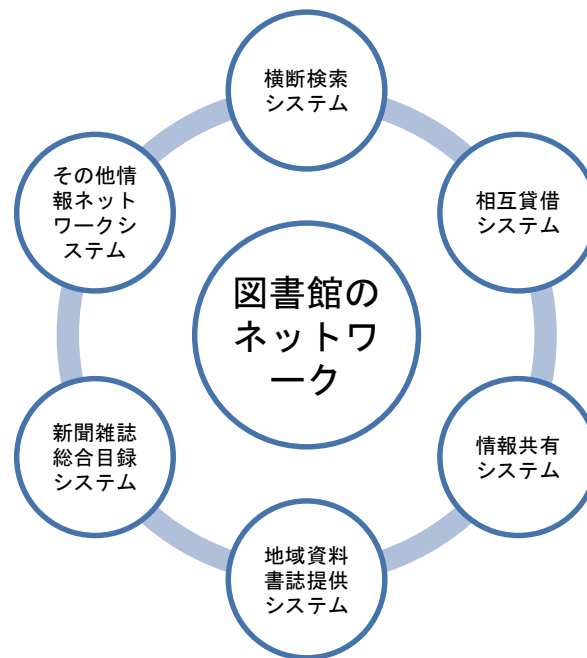 横断検索
システム
相互貸借
システム
情報共有
システム
地域資料
書誌提供
システム
新聞雑誌
総合目録
システム
その他情
報ネット
ワークシ
ステム
図書館の
ネットワ
ーク